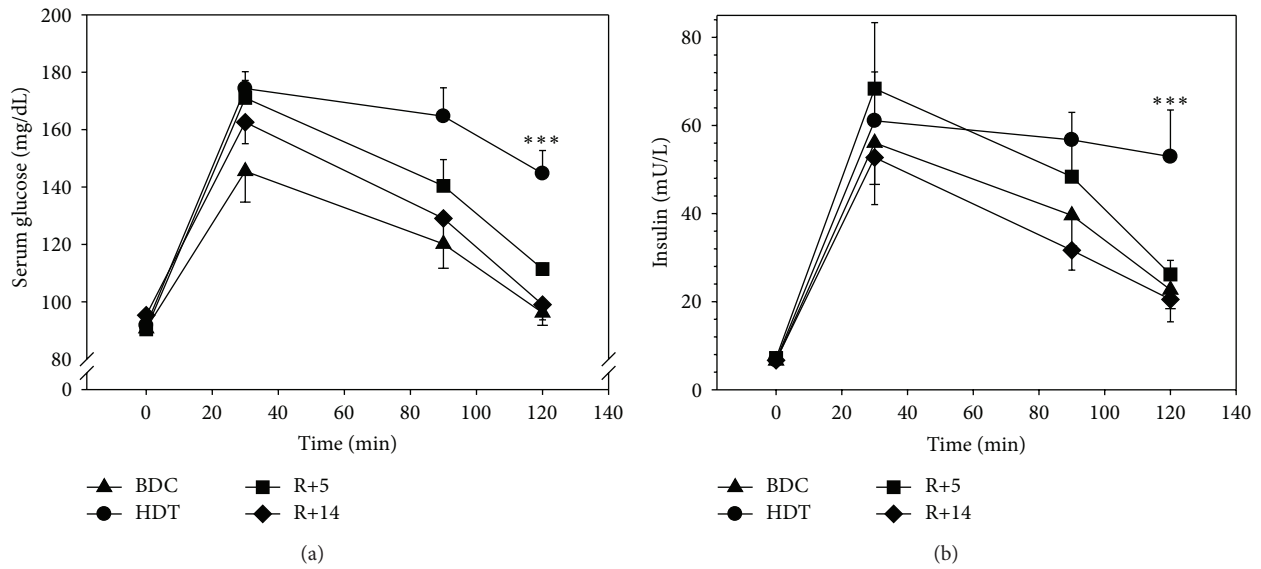 200
180
160
140
120
100
80
0
Serum glucose (mg/dL)
***
0 20 40 60 80 100 120 140
Time (min)
BDC R+5
HDT R+14
(a)
80
60
40
20
0
Insulin (mU/L)
***
0 20 40 60 80 100 120 140
Time (min)
BDC R+5
HDT R+14
(b)